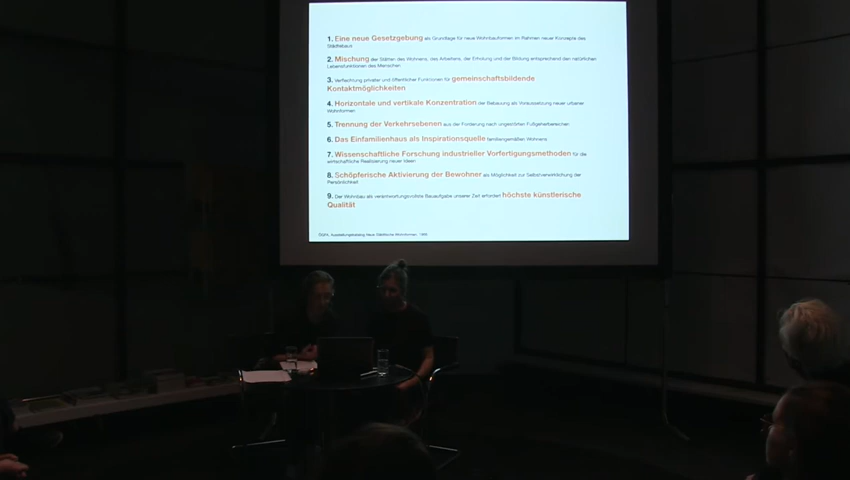 1. Eine neue Gesetzgebung als Grundlage für neue Wohnbauformen im Rahmen neuer Konzepte des
Städtebaus
2. Mischung der Stätten des Wohnens, des Arbeitens, der Erholung und der Bildung entsprechend den natürlichen
Lebensfunktionen des Menschen
3. Verflechtung privater und öffentlicher Funktionen für gemeinschaftsbildende
Kontaktmöglichkeiten
4. Horizontale und vertikale Konzentration der Bebauung als Voraussetzung neuer urbaner
Wohnformen
5. Trennung der Verkehrsebenen aus der Forderung nach ungestörten Fußgeherbereichen
6. Das Einfamilienhaus als Inspirationsquelle familiengemäßen Wohnens
7. Wissenschaftliche Forschung industrieller Vorfertigungsmethoden für die
wirtschaftliche Realisierung neuer Ideen
8. Schöpferische Aktivierung der Bewohner als Möglichkeit zur Selbstverwirklichung der
Persönlichkeit
9. Der Wohnbau als verantwortungsvollste Bauaufgabe unserer Zeit erfordert höchste künstlerische
Qualität
Ausstellungskatalog Neue Städtische Wohnformen,